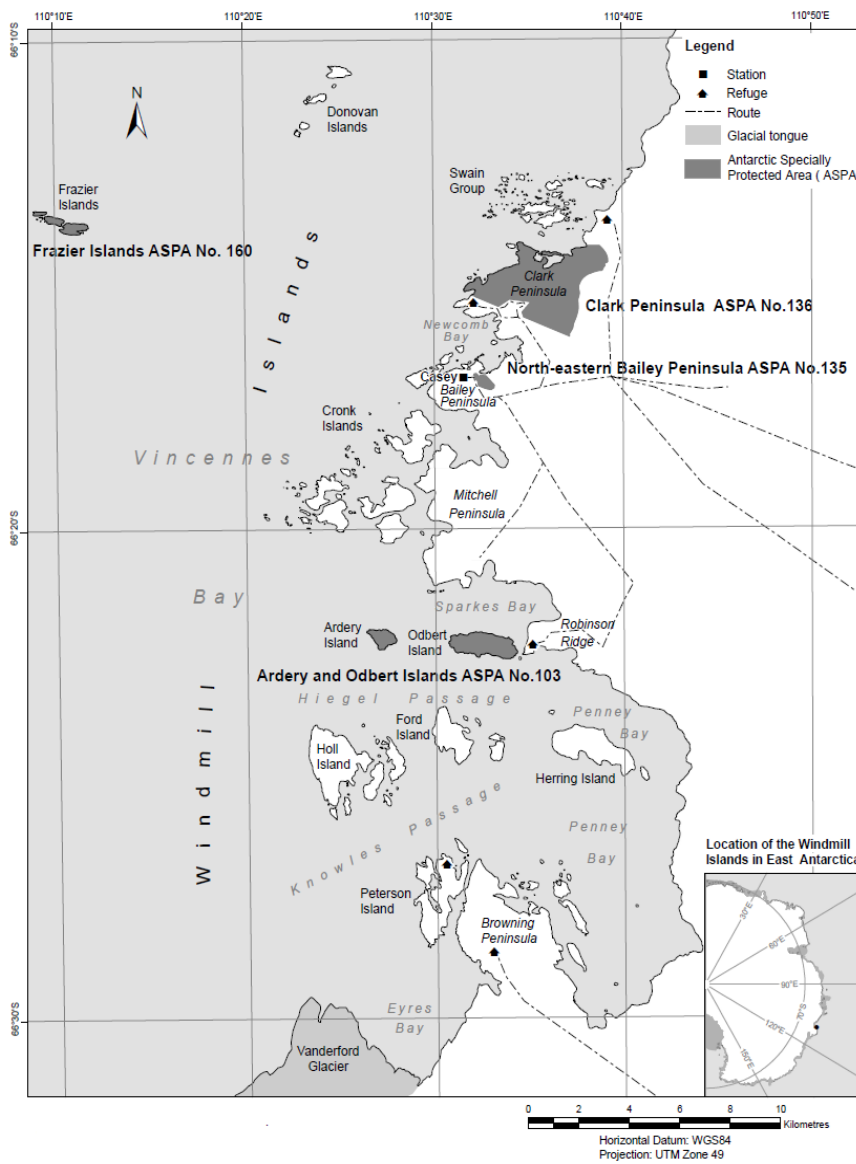 110°10'E
110°20'E
110°30'E
110°40'E
110°50'E
66°10'S
Legend
Station
Refuge
Route
Glacial tongue
Antarctic Specially
Protected Area ( ASPA
N
Donovan
Islands
Swain
Group
Frazier
Islands
Frazier Islands ASPA No. 160
Clark
Peninsula
Clark Peninsula ASPA No.136
Newcomb
Bay
North-eastern Bailey Peninsula ASPA No.135
Casey
Bailey
Peninsula
Cronk
Islands
Vincennes
Mitchell
Peninsula
66°20'S
Bay
Sparkes Bay
Ardery
Island
Odbert
Island
Robinson
Ridge
Ardery and Odbert Islands ASPA No.103
Hiegel Passage
Ford
Island
Penney
Bay
Holl
Island
Herring Island
Windmill Islands
Knowles Passage
Penney
Bay
Peterson
Island
Browning
Peninsula
66°30'S
Eyres
Bay
Vanderford
Glacier
Location of the Windmill
Islands in East Antarctica
30°E
60°E
90°E
70°S
120°E
150°E
0 2 4 6 8 10
Kilometres
Horizontal Datum: WGS84
Projection: UTM Zone 49